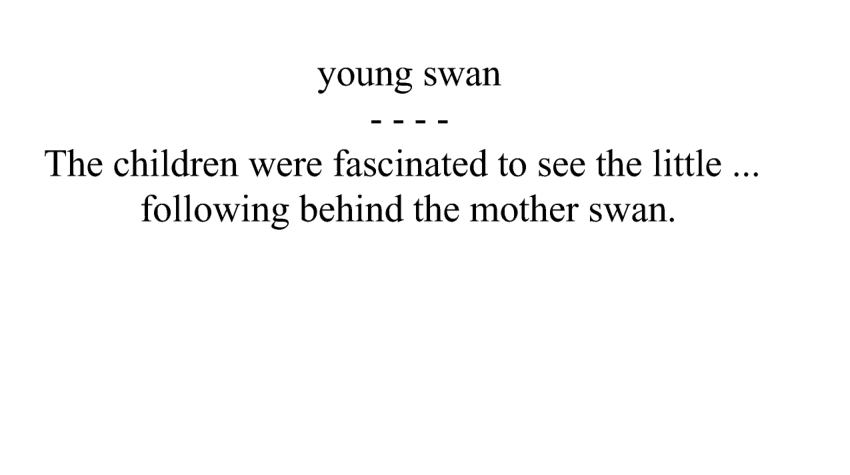 young swan
- - - -
The children were fascinated to see the little ...
following behind the mother swan.